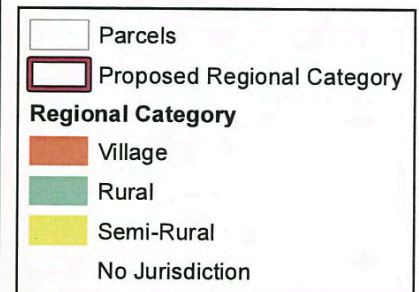 Parcels
Proposed Regional Category
Regional Category
Village
Rural
Semi-Rural
No Jurisdiction